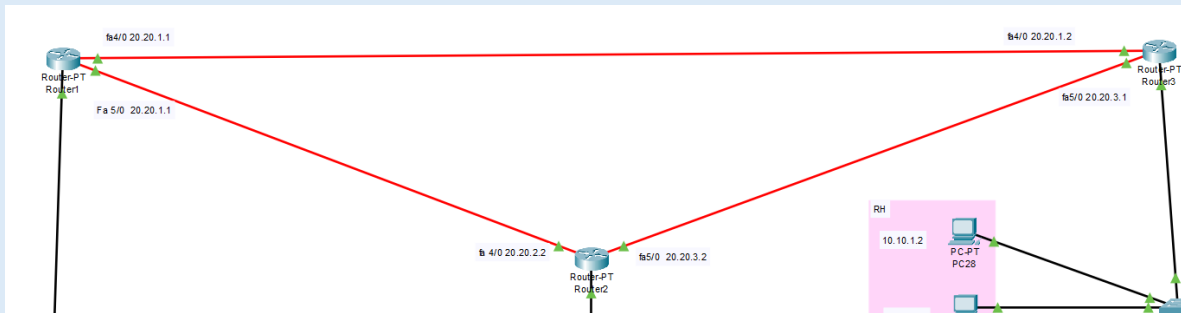 fa4/0 20.20.1.1
fa4/0 20.20.1.2
Router-PT
Router1
Router-PT
Router3
Fa 5/0 20.20.1.1
fa5/0 20.20.3.1
RH
10.10.1.2
PC-PT
PC28
fa 4/0 20.20.2.2
fa5/0 20.20.3.2
Router-PT
Router2